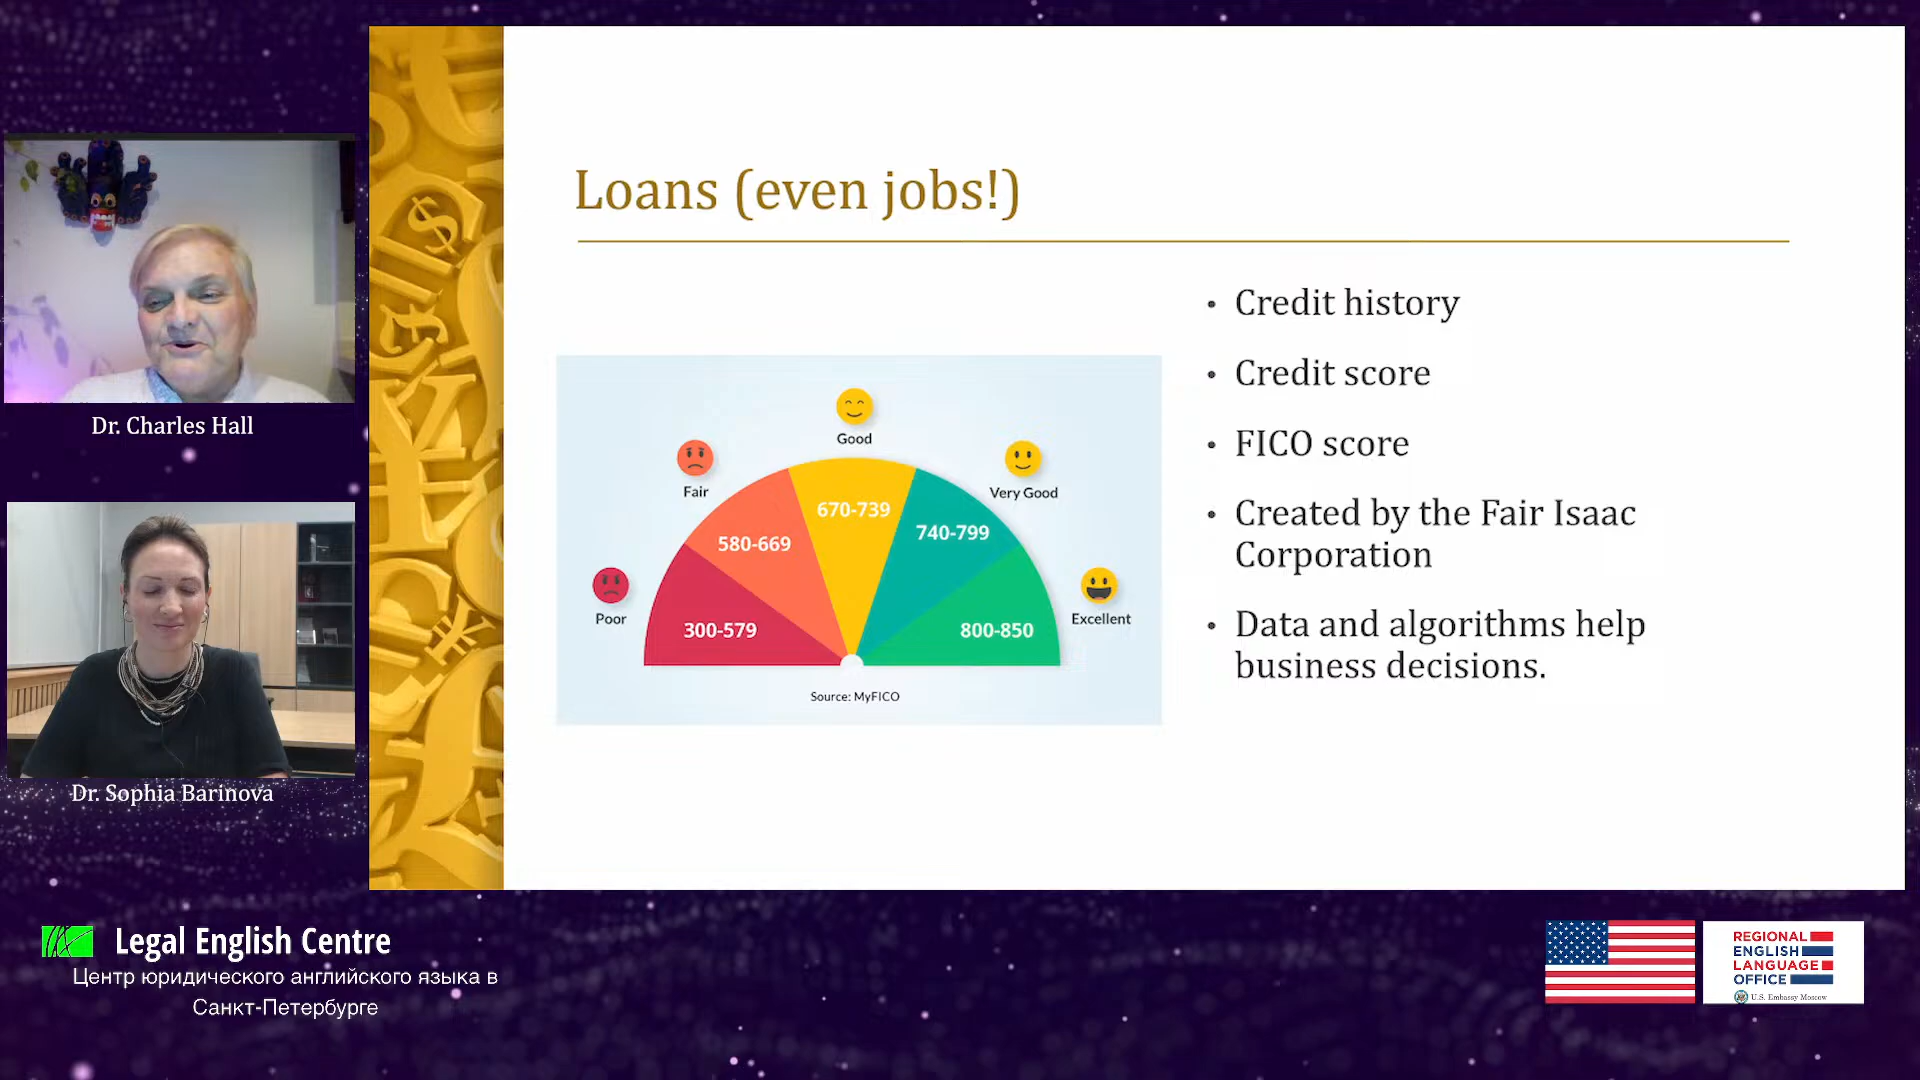 Loans (even jobs!)
Good
Fair
Very Good
Poor
Excellent
300-579
580-669
670-739
740-799
800-850
Source: MyFICO
• Credit history
• Credit score
• FICO score
• Created by the Fair Isaac
Corporation
• Data and algorithms help
business decisions.
Dr. Charles Hall
Dr. Sophia Barinova
Legal English Centre
Центр юридического английского языка в
Санкт-Петербурге
REGIONAL
ENGLISH
LANGUAGE
OFFICE
U.S. Embassy Moscow